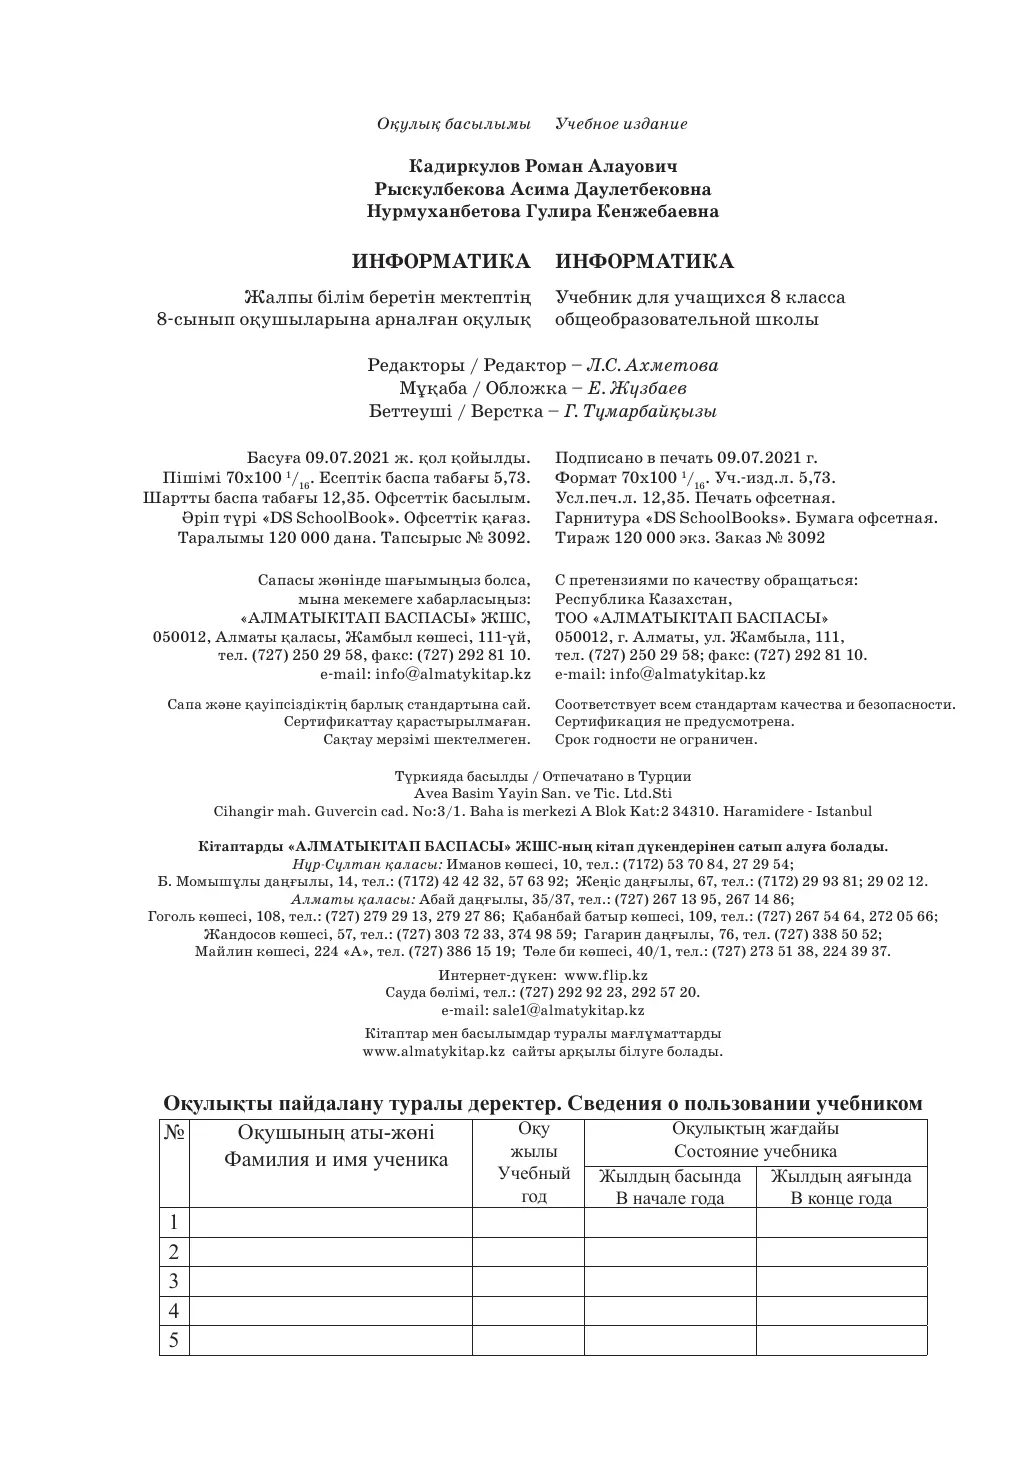 Оқулық басылымы Учебное издание
Кадиркулов Роман Алауович
Рыскулбекова Асима Даулетбековна
Нурмуханбетова Гулира Кенжебаевна
ИНФОРМАТИКА ИНФОРМАТИКА
Жалпы білім беретін мектептің Учебник для учащихся 8 класса
8-сынып оқушыларына арналған оқулық общеобразовательной школы
Редакторы / Редактор – Л.С. Ахметова
Мұқаба / Обложка – Е. Жүзбаев
Беттеуші / Верстка – Г. Тұмарбайқызы
Басуға 09.07.2021 ж. қол қойылды. Подписано в печать 09.07.2021 г.
Пішімі 70x100 1/16. Есептік баспа табағы 5,73. Формат 70x100 1/16. Уч.-изд.л. 5,73.
Шартты баспа табағы 12,35. Офсеттік басылым. Усл.печ.л. 12,35. Печать офсетная.
Әріп түрі «DS SchoolBook». Офсеттік қағаз. Гарнитура «DS SchoolBooks». Бумага офсетная.
Таралымы 120 000 дана. Тапсырыс № 3092. Тираж 120 000 экз. Заказ № 3092
Сапасы жөнінде шағымыңыз болса, С претензиями по качеству обращаться:
мына мекемеге хабарласыңыз: Республика Казахстан,
«АЛМАТЫКІТАП БАСПАСЫ» ЖШС, ТОО «АЛМАТЫКІТАП БАСПАСЫ»
050012, Алматы қаласы, Жамбыл көшесі, 111-үй, 050012, г. Алматы, ул. Жамбыла, 111,
тел. (727) 250 29 58, факс: (727) 292 81 10. тел. (727) 250 29 58; факс: (727) 292 81 10.
e-mail: info@almatykitap.kz e-mail: info@almatykitap.kz
Сапа және қауіпсіздіктің барлық стандартына сай. Соответствует всем стандартам качества и безопасности.
Сертификаттау қарастырылмаған. Сертификация не предусмотрена.
Сақтау мерзімі шектелмеген. Срок годности не ограничен.
Түркияда басылды / Отпечатано в Турции
Avea Basim Yayin San. ve Tic. Ltd.Sti
Cihangir mah. Guvercin cad. No:3/1. Baha is merkezi A Blok Kat:2 34310. Haramidere - Istanbul
Кітаптарды «АЛМАТЫКІТАП БАСПАСЫ» ЖШС-ның кітап дүкендерінен сатып алуға болады.
Нұр-Сұлтан қаласы: Иманов көшесі, 10, тел.: (7172) 53 70 84, 27 29 54;
Б. Момышұлы даңғылы, 14, тел.: (7172) 42 42 32, 57 63 92; Жеңіс даңғылы, 67, тел.: (7172) 29 93 81; 29 02 12.
Алматы қаласы: Абай даңғылы, 35/37, тел.: (727) 267 13 95, 267 14 86;
Гоголь көшесі, 108, тел.: (727) 279 29 13, 279 27 86; Қабанбай батыр көшесі, 109, тел.: (727) 267 54 64, 272 05 66;
Жандосов көшесі, 57, тел.: (727) 303 72 33, 374 98 59; Гагарин даңғылы, 76, тел. (727) 338 50 52;
Майлин көшесі, 224 «А», тел. (727) 386 15 19; Төле би көшесі, 40/1, тел.: (727) 273 51 38, 224 39 37.
Интернет-дүкен: www.flip.kz
Сауда бөлімі, тел.: (727) 292 92 23, 292 57 20.
e-mail: sale1@almatykitap.kz
Кітаптар мен басылымдар туралы мағлұматтарды
www.almatykitap.kz сайты арқылы білуге болады.
Оқулықты пайдалану туралы деректер. Сведения о пользовании учебником
№ Оқушының аты-жөні Оқу Оқулықтың жағдайы
Фамилия и имя ученика жылы Состояние учебника
Учебный Жылдың басында Жылдың аяғында
год В начале года В конце года
1
2
3
4
5